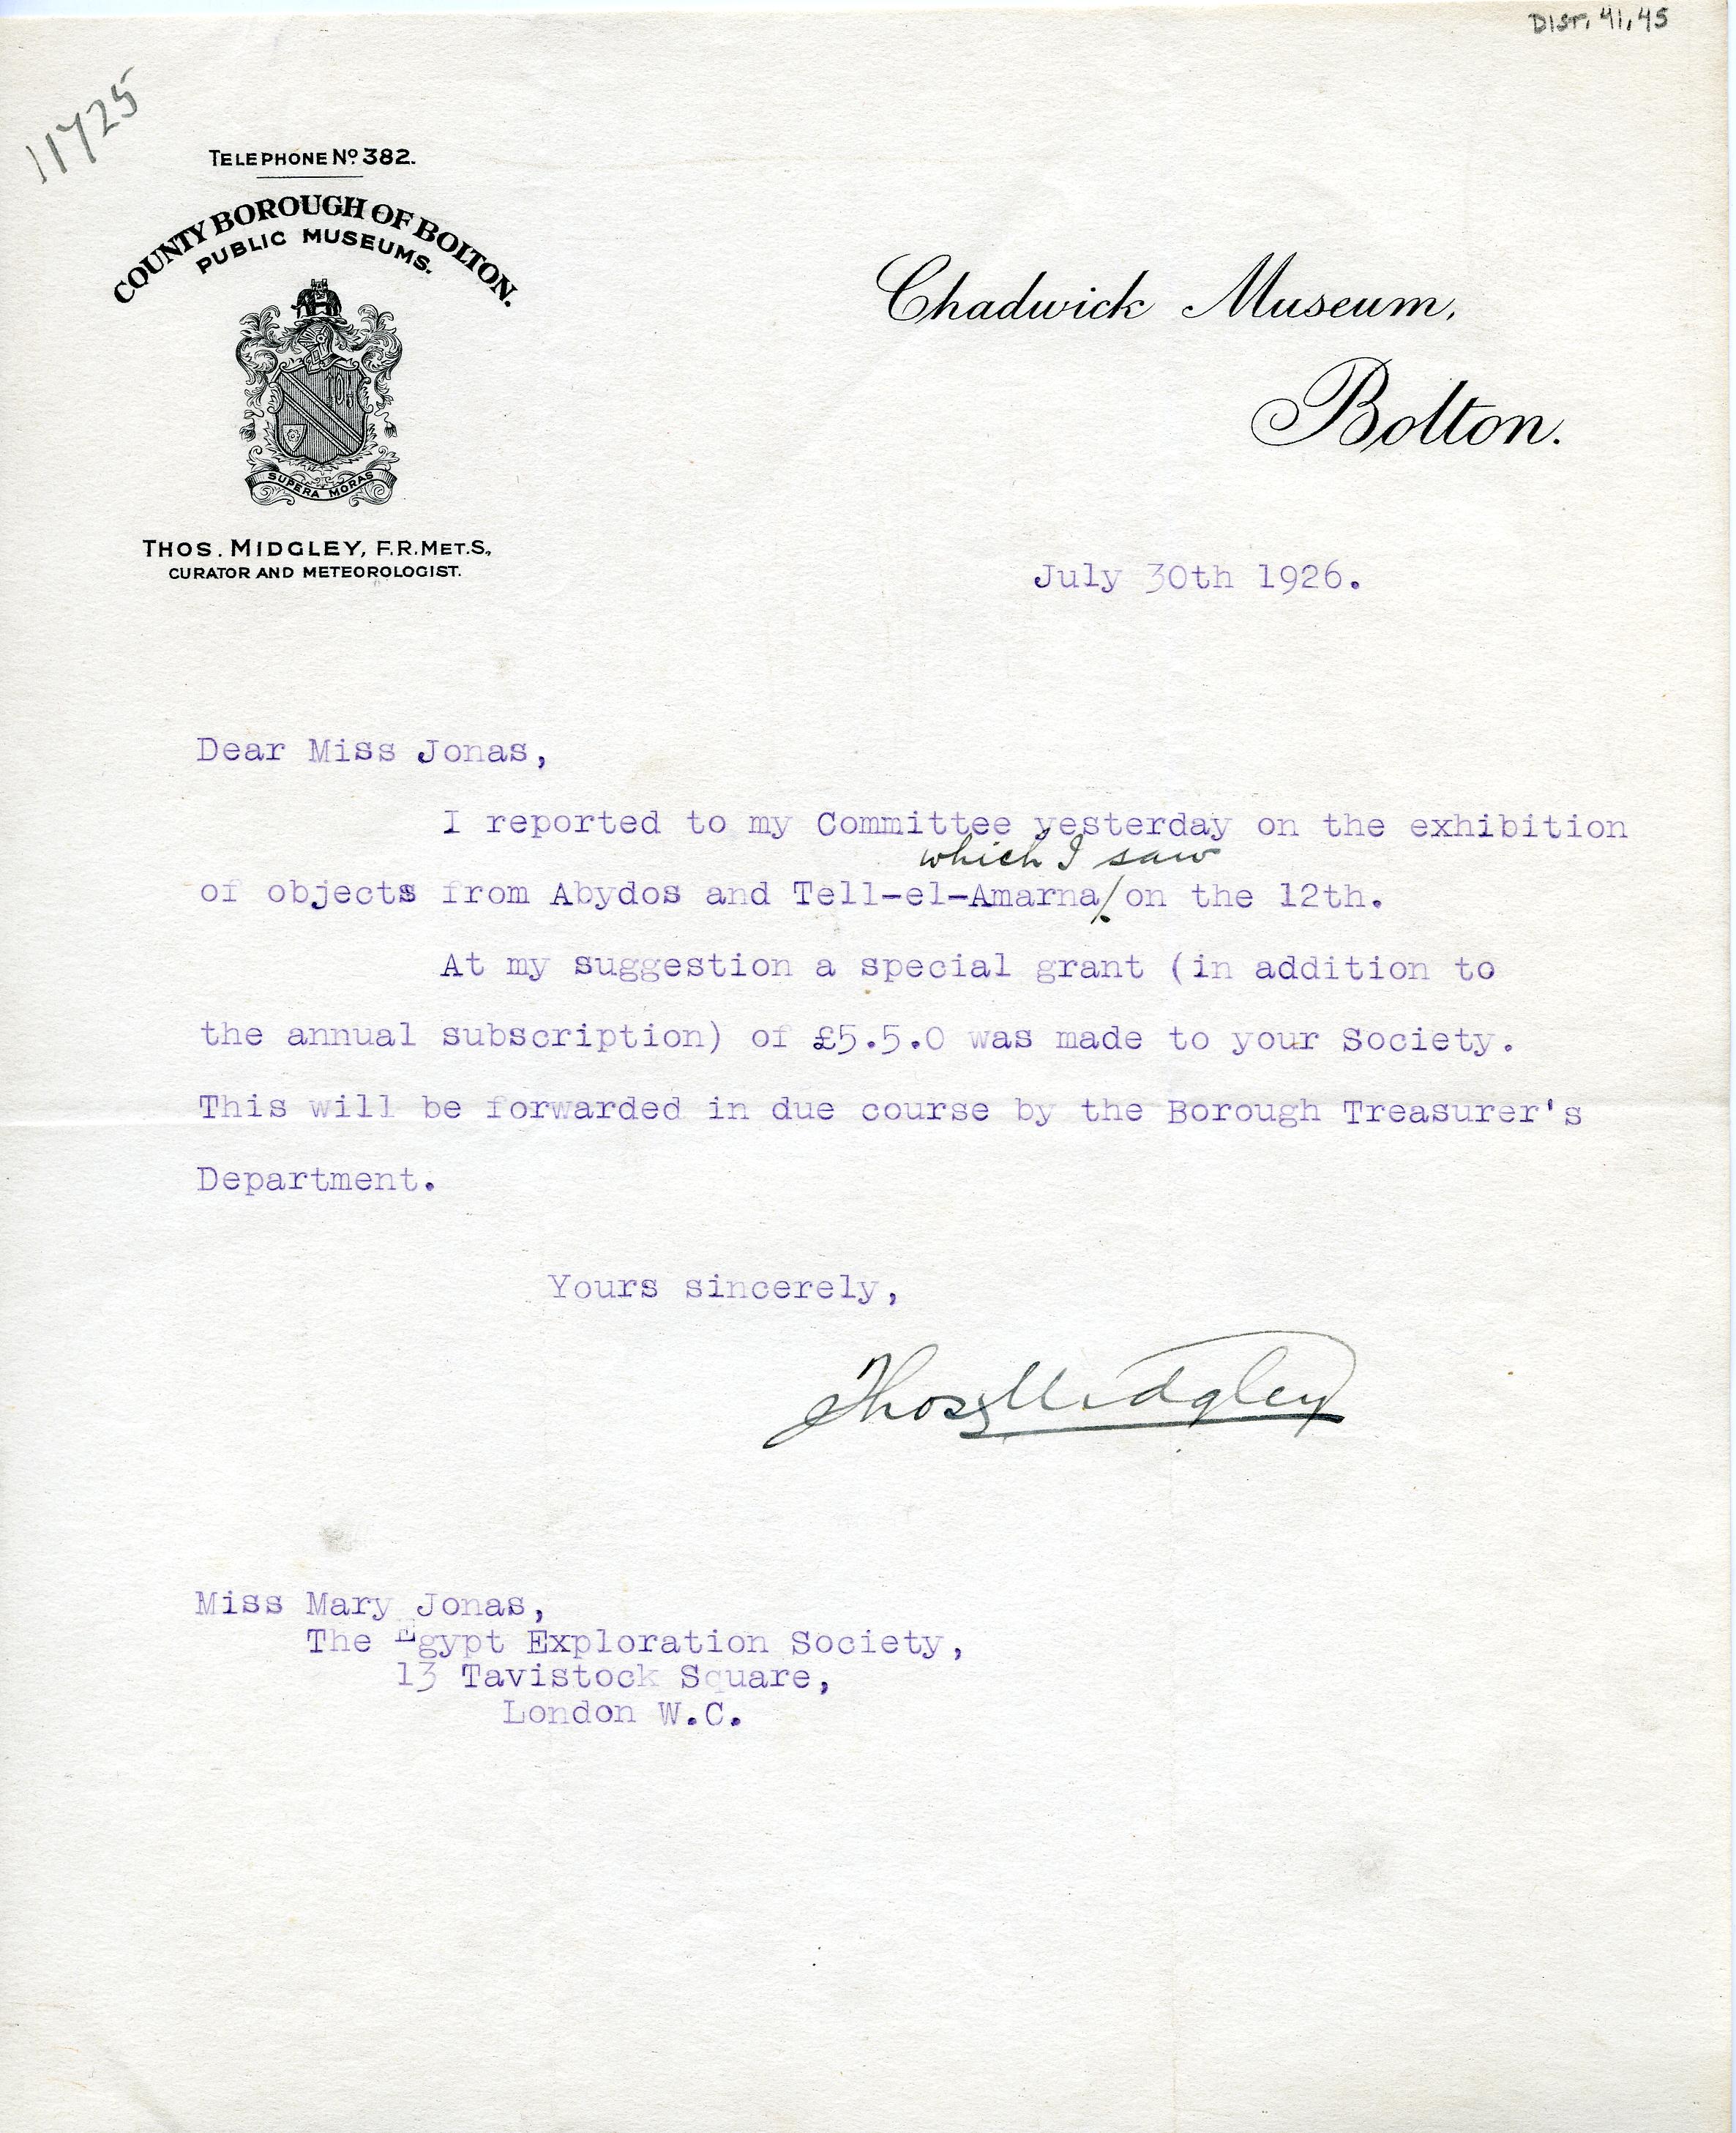 DIST. 41,45
11725
TELEPHONE Nº 382.
COUNTY BOROUGH OF BOLTON.
PUBLIC MUSEUMS.
SUPERA MORAS
THOS. MIDGLEY, F.R.MET.S.,
CURATOR AND METEOROLOGIST.
Chadwick Museum,
Bolton.
July 30th 1926.
Dear Miss Jonas,
I reported to my Committee yesterday on the exhibition
which I saw
of objects from Abydos and Tell-el-Amarna/on the 12th.
At my suggestion a special grant (in addition to
the annual subscription) of £5.5.0 was made to your Society.
This will be forwarded in due course by the Borough Treasurer's
Department.
Yours sincerely,
Thos Midgley
Miss Mary Jonas,
The Egypt Exploration Society,
13 Tavistock Square,
London W.C.